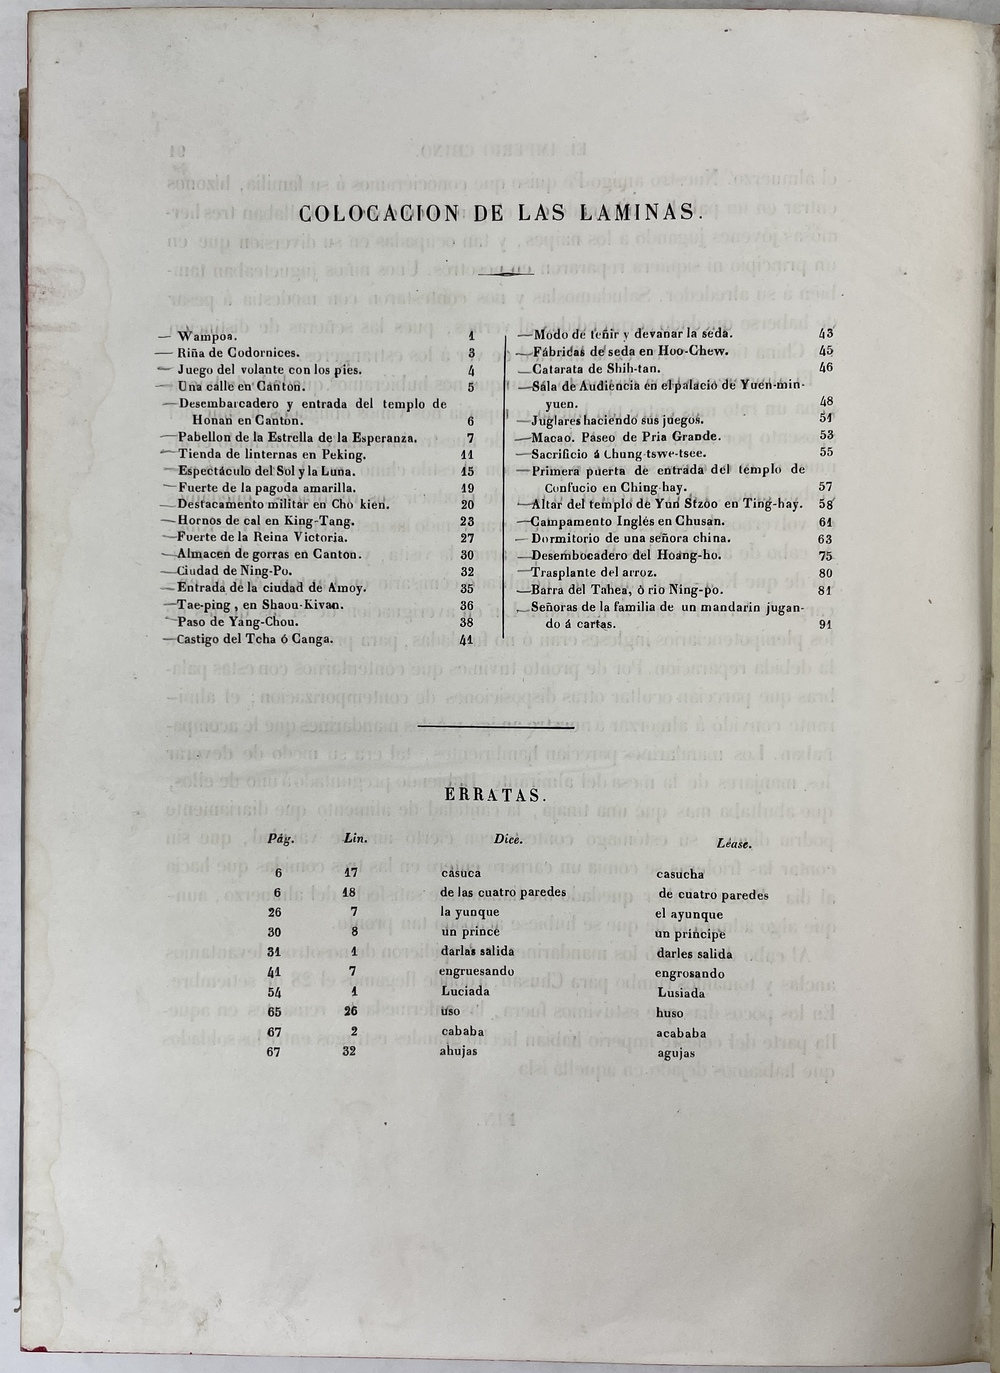 COLOCACION DE LAS LAMINAS.
— Wampoa. 1
— Riña de Codornices. 3
— Juego del volante con los pies. 4
— Una calle en Canton. 5
— Desembarcadero y entrada del templo de
Honan en Canton. 6
— Pabellon de la Estrella de la Esperanza. 7
— Tienda de linternas en Peking. 11
— Espectáculo del Sol y la Luna. 15
— Fuerte de la pagoda amarilla. 19
— Destacamento militar en Cho kien. 20
— Hornos de cal en King-Tang. 23
— Fuerte de la Reina Victoria. 27
— Almacen de gorras en Canton. 30
— Ciudad de Ning-Po. 32
— Entrada de la ciudad de Amoy. 35
— Tae-ping, en Shaou-Kivan. 36
— Paso de Yang-Chou. 38
— Castigo del Tcha ó Canga. 41
— Modo de teñir y devanar la seda. 43
— Fábricas de seda en Hoo-Chew. 45
— Catarata de Shih-tan. 46
— Sala de Audiencia en el palacio de Yuen-min-
yuen. 48
— Juglares haciendo sus juegos. 51
— Macao. Paseo de Pria Grande. 53
— Sacrificio á Chung-tswe-tsee. 55
— Primera puerta de entrada del templo de
Confucio en Ching hay. 57
— Altar del templo de Yun Stzoo en Ting-hay. 58
— Campamento Inglés en Chusan. 61
— Dormitorio de una señora china. 63
— Desembocadero del Hoang-ho. 75
— Trasplante del arroz. 80
— Barra del Tahea, ó rio Ning-po. 81
— Señoras de la familia de un mandarin jugan-
do á cartas. 91
ERRATAS.
Pág. Lin. Dice. Léase.
6 17 casuca casucha
6 18 de las cuatro paredes de cuatro paredes
26 7 la yunque el ayunque
30 8 un prince un principe
31 1 darlas salida darles salida
41 7 engruesando engrosando
54 1 Luciada Lusiada
65 26 uso huso
67 2 cababa acababa
67 32 ahujas agujas